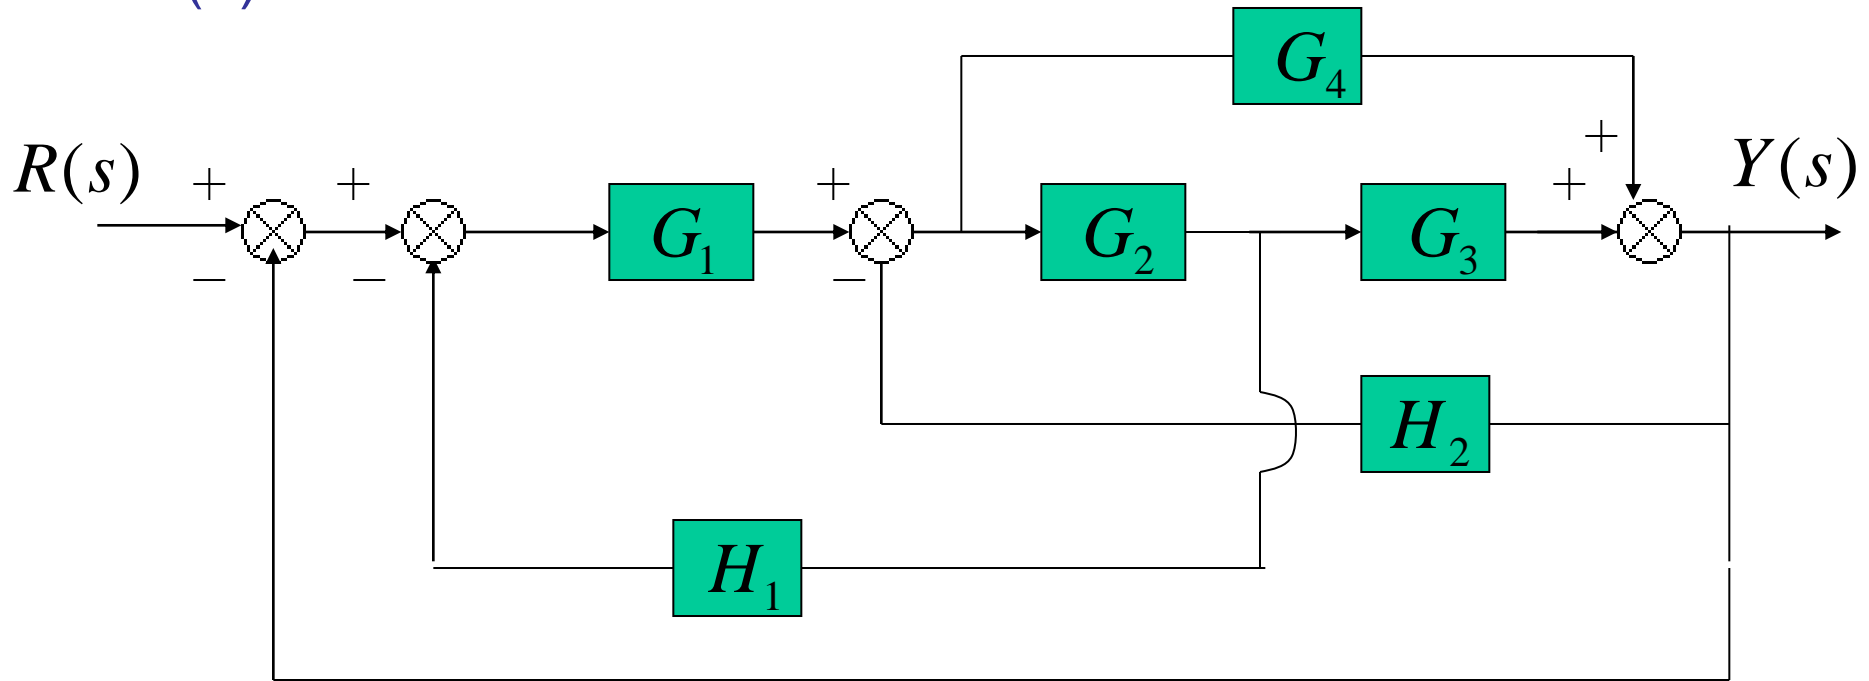 G4
R(s) + + + + + Y(s)
G1 G2 G3
− − −
H2
H1